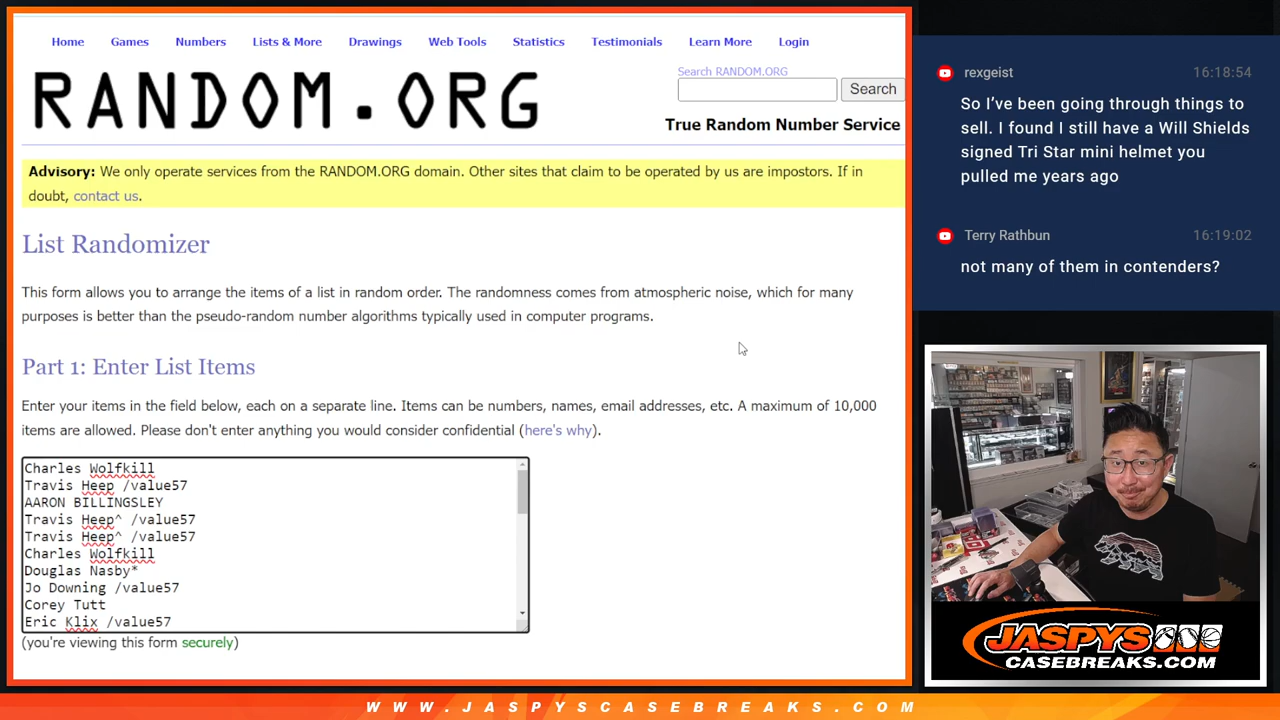 Home Games Numbers Lists & More Drawings Web Tools Statistics Testimonials Learn More Login
RANDOM.ORG
Search RANDOM.ORG
Search
True Random Number Service
Advisory: We only operate services from the RANDOM.ORG domain. Other sites that claim to be operated by us are impostors. If in
doubt, contact us.
List Randomizer
This form allows you to arrange the items of a list in random order. The randomness comes from atmospheric noise, which for many
purposes is better than the pseudo-random number algorithms typically used in computer programs.
Part 1: Enter List Items
Enter your items in the field below, each on a separate line. Items can be numbers, names, email addresses, etc. A maximum of 10,000
items are allowed. Please don't enter anything you would consider confidential (here's why).
Charles Wolfkill
Travis Heep /value57
AARON BILLINGSLEY
Travis Heep^ /value57
Travis Heep^ /value57
Charles Wolfkill
Douglas Nasby*
Jo Downing /value57
Corey Tutt
Eric Klix /value57
(you're viewing this form securely)
rexgeist 16:18:54
So I've been going through things to
sell. I found I still have a Will Shields
signed Tri Star mini helmet you
pulled me years ago
Terry Rathbun 16:19:02
not many of them in contenders?
JASPYS
CASEBREAKS.COM
WWW.JASPYSCASEBREAKS.COM